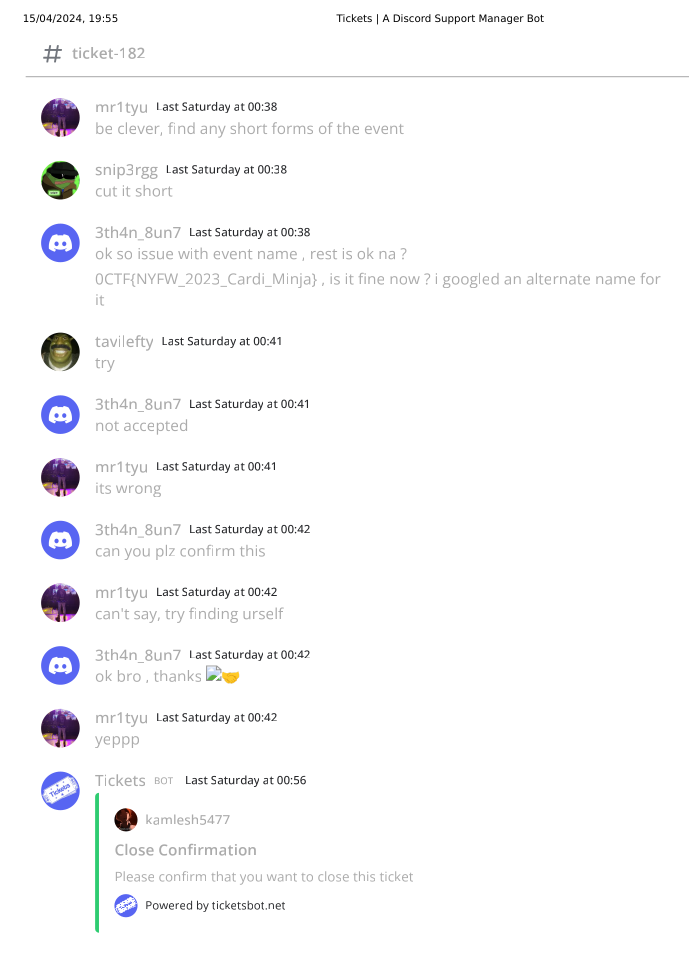 15/04/2024, 19:55
Tickets | A Discord Support Manager Bot
# ticket-182
mr1tyu Last Saturday at 00:38
be clever, find any short forms of the event
snip3rgg Last Saturday at 00:38
cut it short
3th4n_8un7 Last Saturday at 00:38
ok so issue with event name , rest is ok na ?
0CTF{NYFW_2023_Cardi_Minja} , is it fine now ? i googled an alternate name for
it
tavilefty Last Saturday at 00:41
try
3th4n_8un7 Last Saturday at 00:41
not accepted
mr1tyu Last Saturday at 00:41
its wrong
3th4n_8un7 Last Saturday at 00:42
can you plz confirm this
mr1tyu Last Saturday at 00:42
can't say, try finding urself
3th4n_8un7 Last Saturday at 00:42
ok bro , thanks 🤝
mr1tyu Last Saturday at 00:42
yeppp
Tickets BOT Last Saturday at 00:56
kamlesh5477
Close Confirmation
Please confirm that you want to close this ticket
Powered by ticketsbot.net